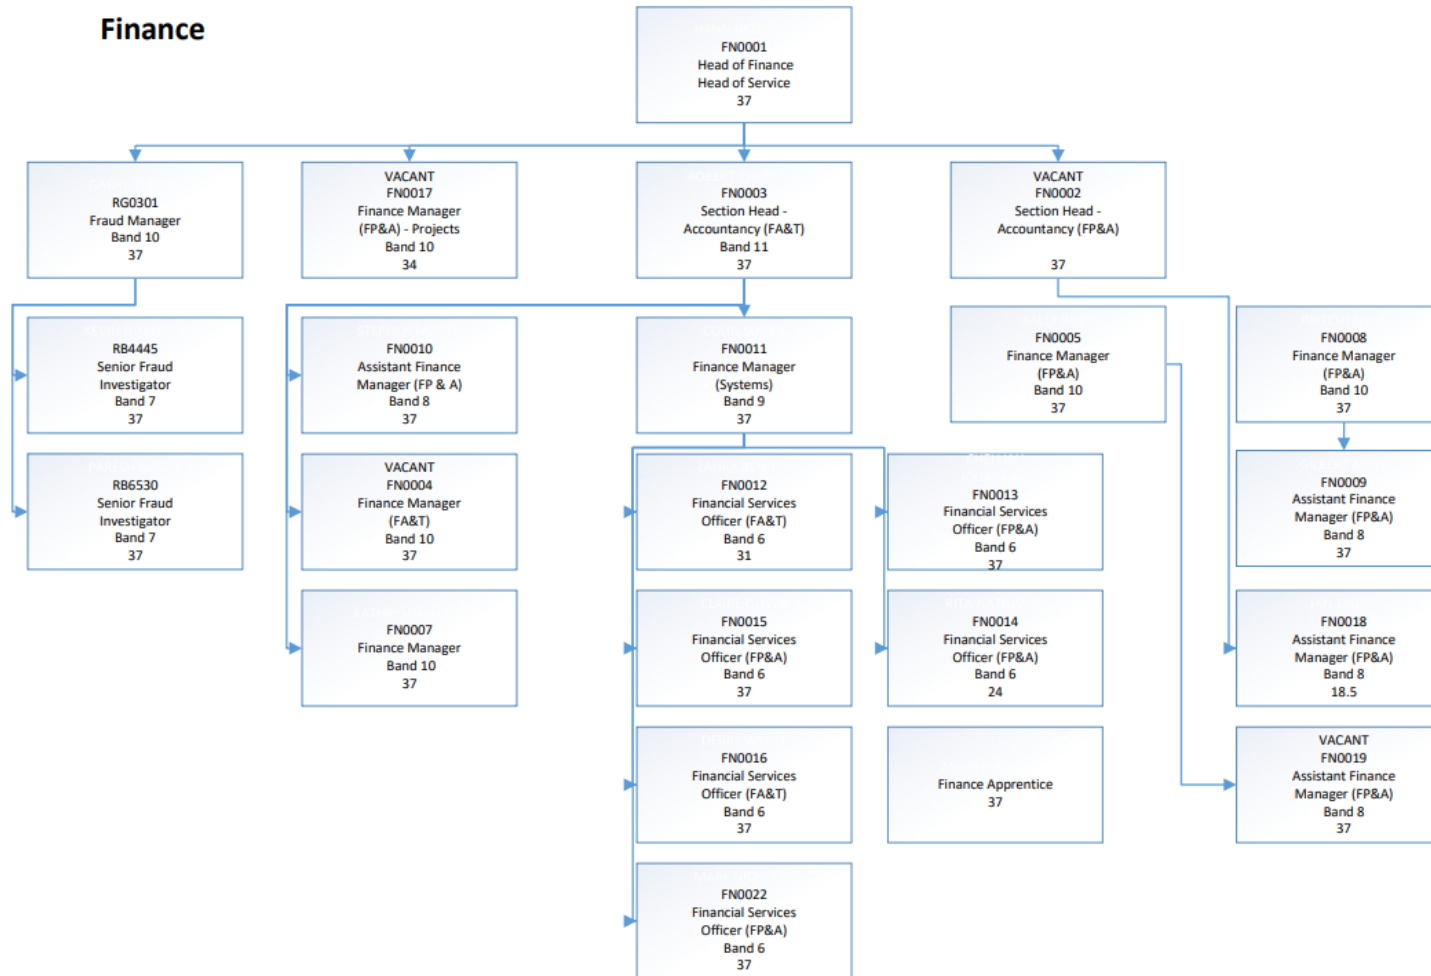 Finance
FN0001
Head of Finance
Head of Service
37
RG0301
Fraud Manager
Band 10
37
VACANT
FN0017
Finance Manager
(FP&A) - Projects
Band 10
34
FN0003
Section Head -
Accountancy (FA&T)
Band 11
37
VACANT
FN0002
Section Head -
Accountancy (FP&A)
37
RB4445
Senior Fraud
Investigator
Band 7
37
FN0010
Assistant Finance
Manager (FP & A)
Band 8
37
FN0011
Finance Manager
(Systems)
Band 9
37
FN0005
Finance Manager
(FP&A)
Band 10
37
FN0008
Finance Manager
(FP&A)
Band 10
37
RB6530
Senior Fraud
Investigator
Band 7
37
VACANT
FN0004
Finance Manager
(FA&T)
Band 10
37
FN0012
Financial Services
Officer (FA&T)
Band 6
31
FN0013
Financial Services
Officer (FP&A)
Band 6
37
FN0009
Assistant Finance
Manager (FP&A)
Band 8
37
FN0007
Finance Manager
Band 10
37
FN0015
Financial Services
Officer (FP&A)
Band 6
37
FN0014
Financial Services
Officer (FP&A)
Band 6
24
FN0018
Assistant Finance
Manager (FP&A)
Band 8
18.5
FN0016
Financial Services
Officer (FA&T)
Band 6
37
Finance Apprentice
37
VACANT
FN0019
Assistant Finance
Manager (FP&A)
Band 8
37
FN0022
Financial Services
Officer (FP&A)
Band 6
37